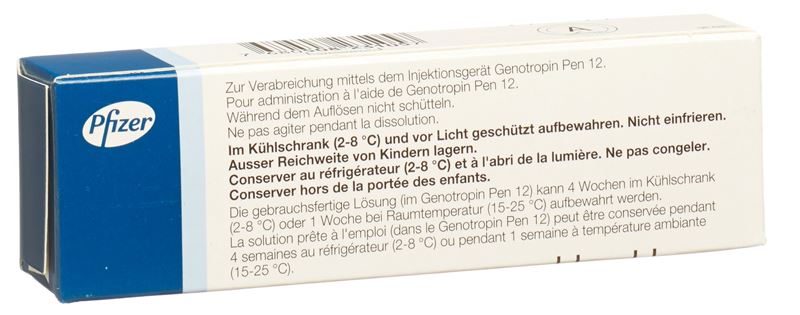 Pfizer
A
Zur Verabreichung mittels dem Injektionsgerät Genotropin Pen 12.
Pour administration à l'aide de Genotropin Pen 12.
Während dem Auflösen nicht schütteln.
Ne pas agiter pendant la dissolution.
Im Kühlschrank (2-8 °C) und vor Licht geschützt aufbewahren. Nicht einfrieren.
Ausser Reichweite von Kindern lagern.
Conserver au réfrigérateur (2-8 °C) et à l'abri de la lumière. Ne pas congeler.
Conserver hors de la portée des enfants.
Die gebrauchsfertige Lösung (im Genotropin Pen 12) kann 4 Wochen im Kühlschrank
(2-8 °C) oder 1 Woche bei Raumtemperatur (15-25 °C) aufbewahrt werden.
La solution prête à l'emploi (dans le Genotropin Pen 12) peut être conservée pendant
4 semaines au réfrigérateur (2-8 °C) ou pendant 1 semaine à température ambiante
(15-25 °C).